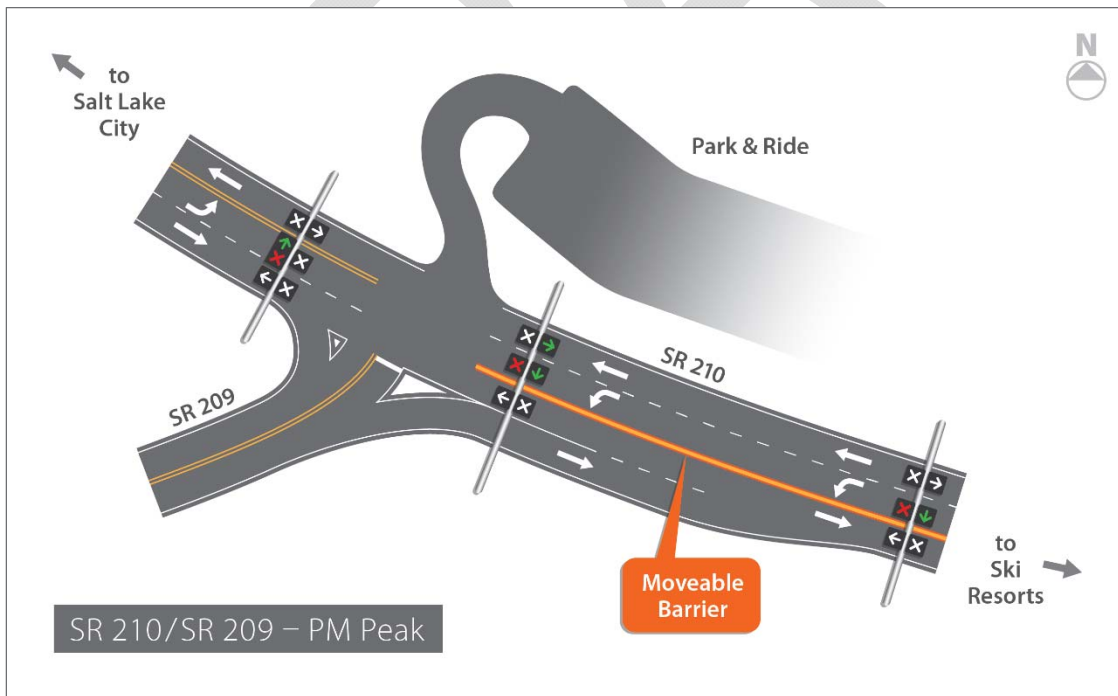 to
Salt Lake
City
N
Park & Ride
SR 210
SR 209
Moveable
Barrier
to
Ski
Resorts
SR 210/SR 209 – PM Peak